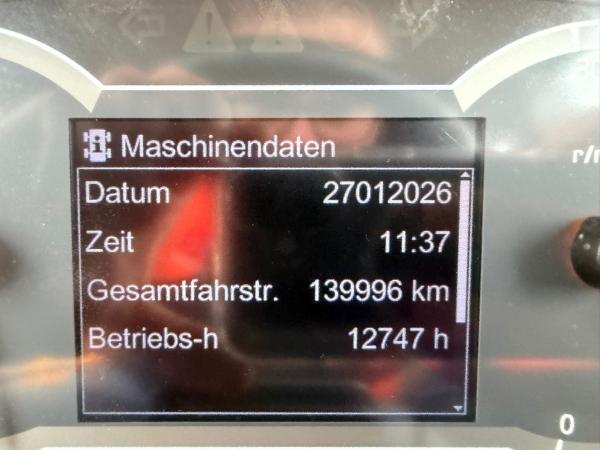 Maschinendaten
Datum 27012026
Zeit 11:37
Gesamtfahrstr. 139996 km
Betriebs-h 12747 h
0